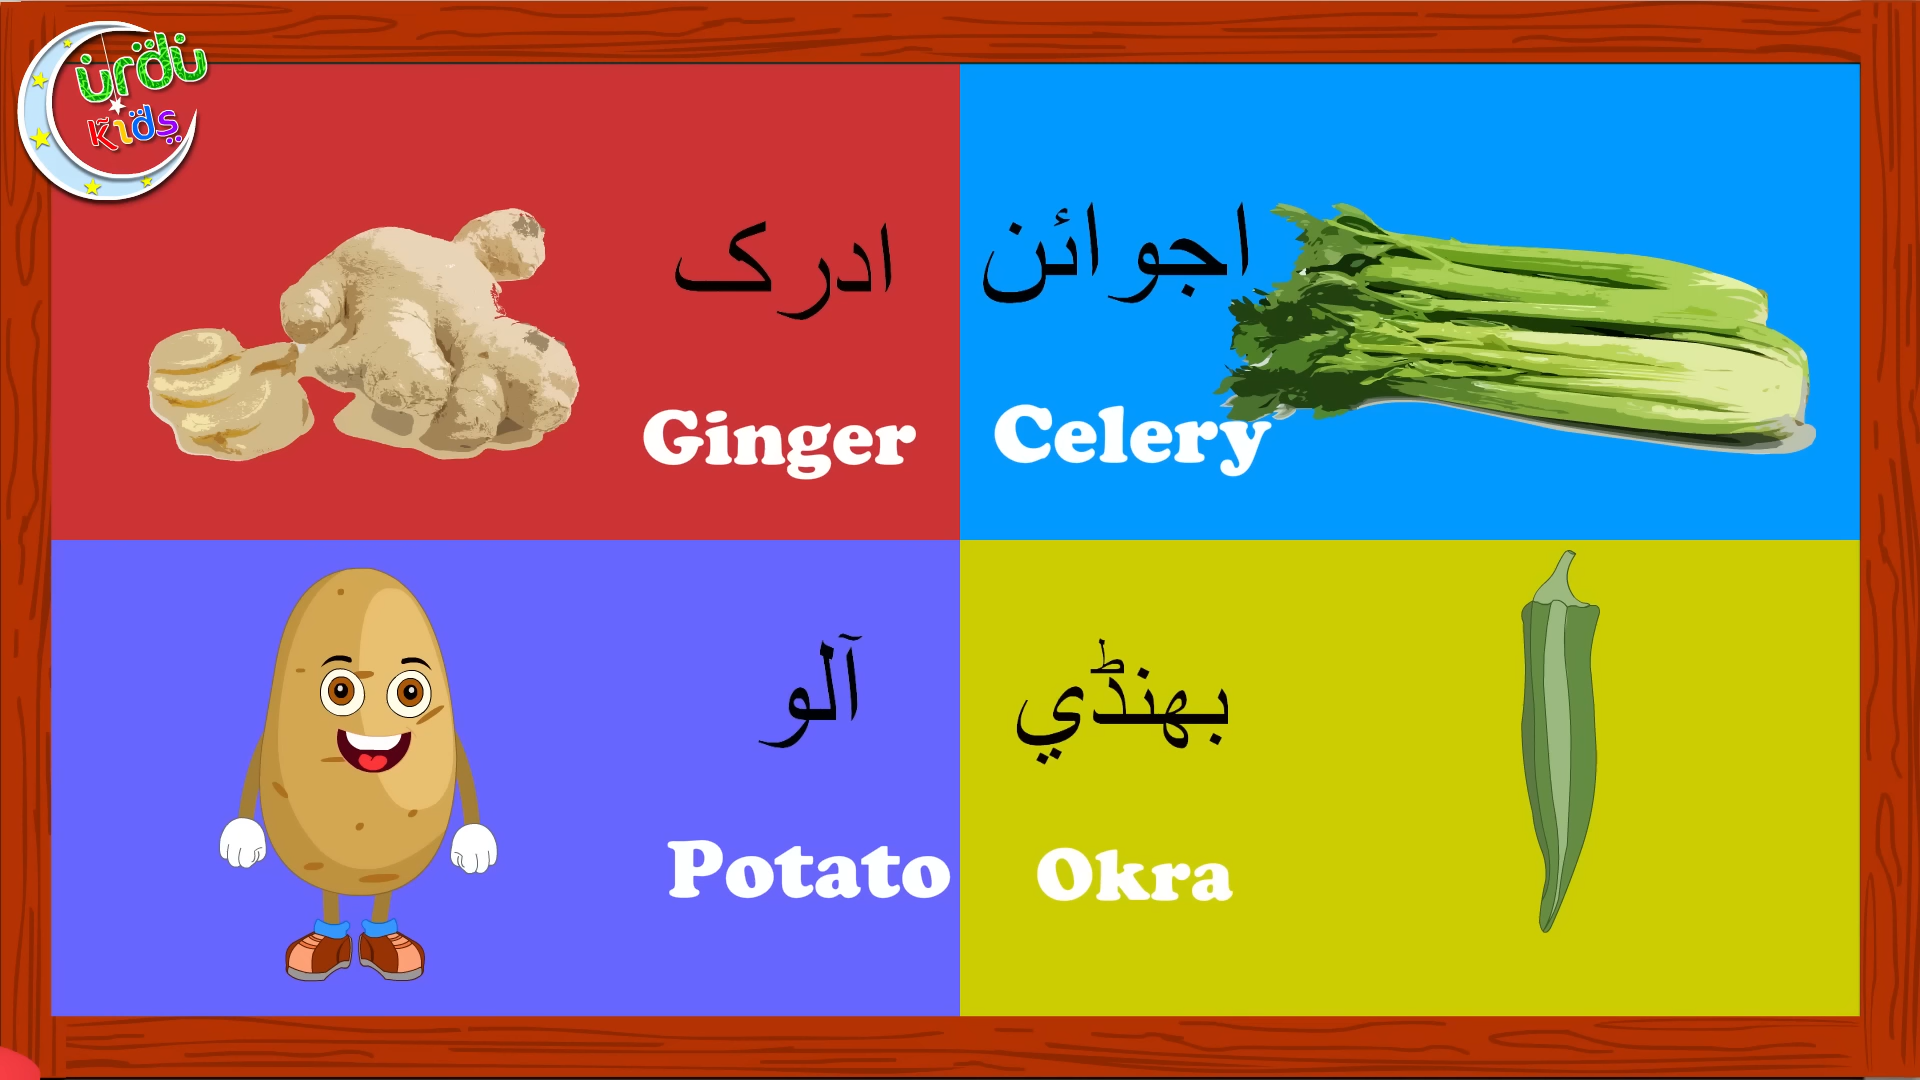 urdu
kids
ادرک
Ginger
اجوائن
Celery
آلو
Potato
بھنڈي
Okra